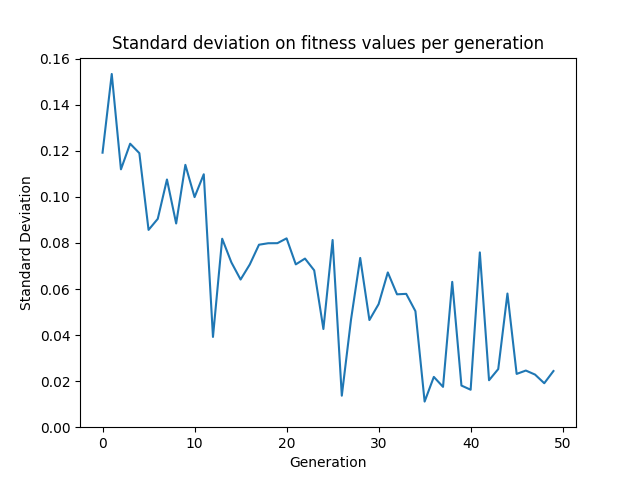 Standard deviation on fitness values per generation
0.16
0.14
0.12
0.10
0.08
0.06
0.04
0.02
0.00
Standard Deviation
0 10 20 30 40 50
Generation